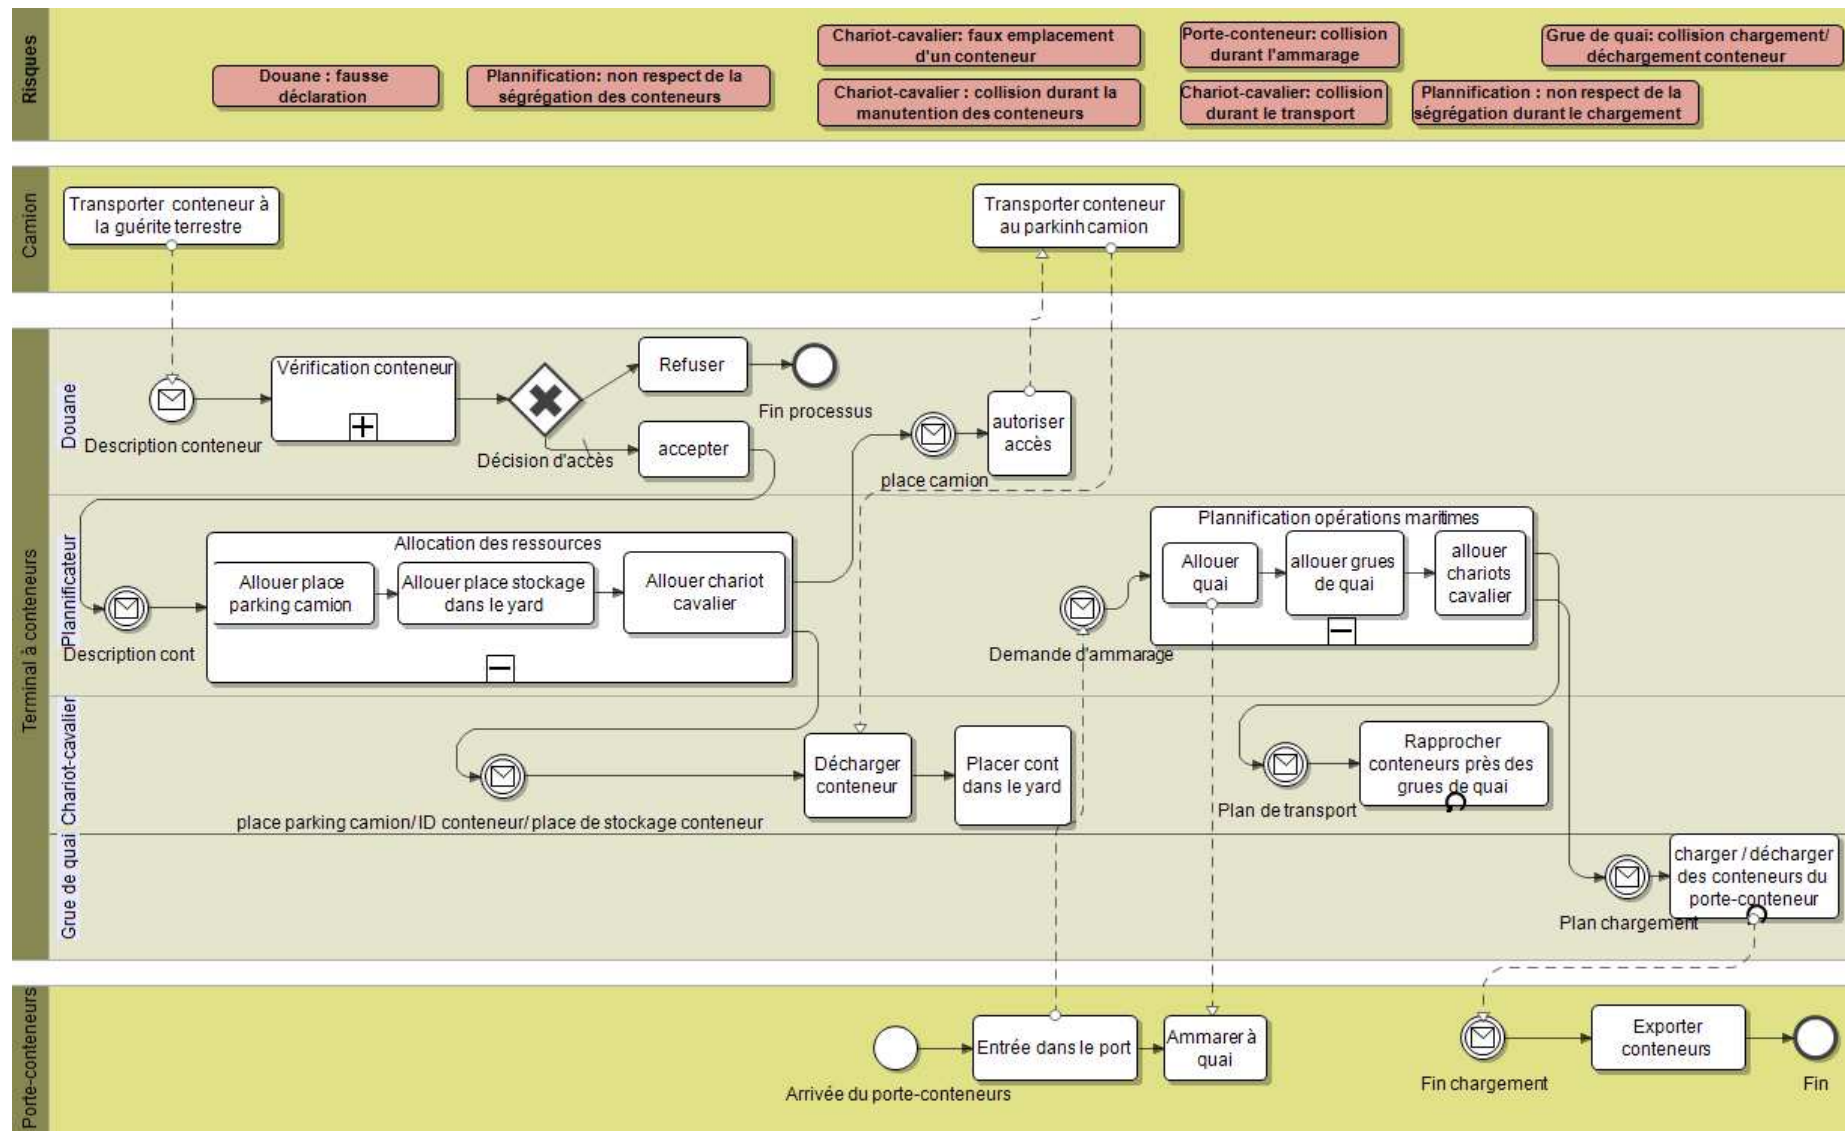 Risques
Douane : fausse
déclaration
Plannification: non respect de la
ségrégation des conteneurs
Chariot-cavalier: faux emplacement
d'un conteneur
Chariot-cavalier : collision durant la
manutention des conteneurs
Porte-conteneur: collision
durant l'ammarage
Chariot-cavalier: collision
durant le transport
Grue de quai: collision chargement/
déchargement conteneur
Plannification : non respect de la
ségrégation durant le chargement
Camion
Transporter conteneur à
la guérite terrestre
Transporter conteneur
au parkinh camion
Terminal à conteneurs
Douane
Description conteneur
Vérification conteneur
Décision d'accès
Refuser
Fin processus
accepter
place camion
autoriser
accès
Plannificateur
Description cont
Allocation des ressources
Allouer place
parking camion
Allouer place stockage
dans le yard
Allouer chariot
cavalier
Demande d'ammarage
Plannification opérations maritimes
Allouer
quai
allouer grues
de quai
allouer
chariots
cavalier
Chariot-cavalier
place parking camion/ ID conteneur/ place de stockage conteneur
Décharger
conteneur
Placer cont
dans le yard
Plan de transport
Rapprocher
conteneurs près des
grues de quai
Grue de quai
Plan chargement
charger / décharger
des conteneurs du
porte-conteneur
Porte-conteneurs
Arrivée du porte-conteneurs
Entrée dans le port
Ammarer à
quai
Fin chargement
Exporter
conteneurs
Fin